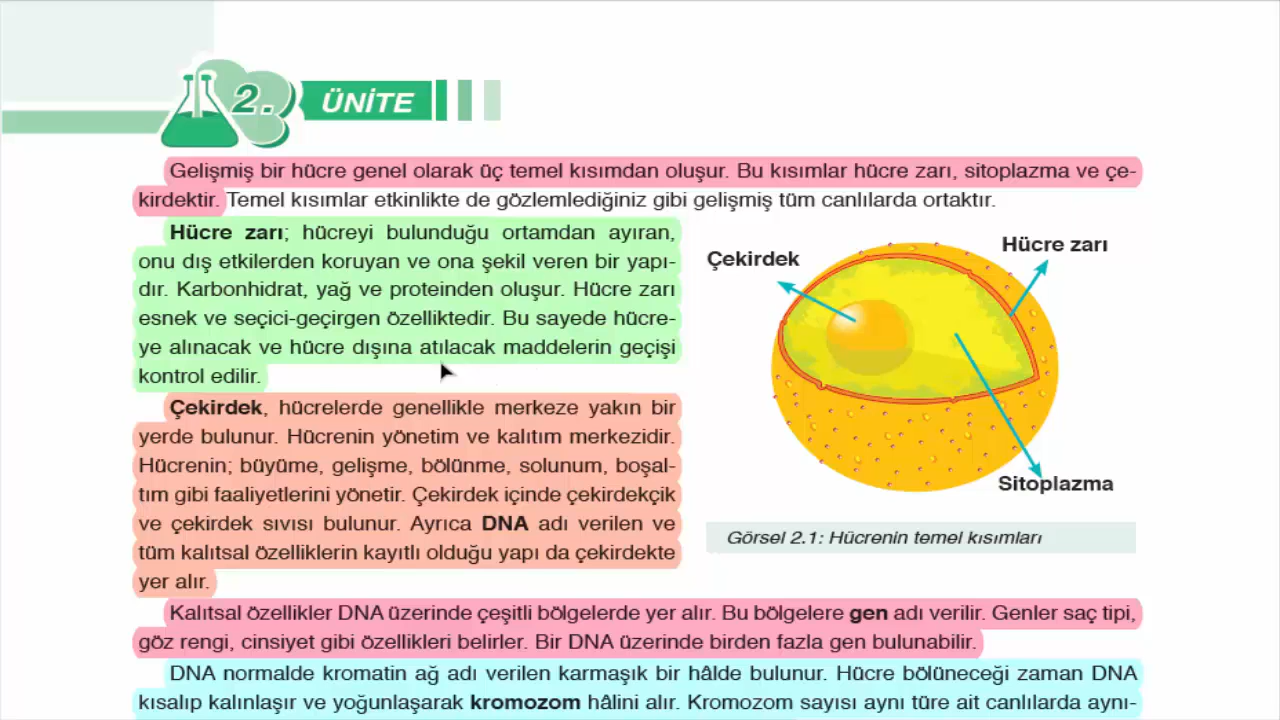 2. ÜNİTE
Gelişmiş bir hücre genel olarak üç temel kısımdan oluşur. Bu kısımlar hücre zarı, sitoplazma ve çe-
kirdektir. Temel kısımlar etkinlikte de gözlemlediğiniz gibi gelişmiş tüm canlılarda ortaktır.
Hücre zarı; hücreyi bulunduğu ortamdan ayıran,
onu dış etkilerden koruyan ve ona şekil veren bir yapı-
dır. Karbonhidrat, yağ ve proteinden oluşur. Hücre zarı
esnek ve seçici-geçirgen özelliktedir. Bu sayede hücre-
ye alınacak ve hücre dışına atılacak maddelerin geçişi
kontrol edilir.
Çekirdek, hücrelerde genellikle merkeze yakın bir
yerde bulunur. Hücrenin yönetim ve kalıtım merkezidir.
Hücrenin; büyüme, gelişme, bölünme, solunum, boşal-
tım gibi faaliyetlerini yönetir. Çekirdek içinde çekirdekçik
ve çekirdek sıvısı bulunur. Ayrıca DNA adı verilen ve
tüm kalıtsal özelliklerin kayıtlı olduğu yapı da çekirdekte
yer alır.
Çekirdek
Hücre zarı
Sitoplazma
Görsel 2.1: Hücrenin temel kısımları
Kalıtsal özellikler DNA üzerinde çeşitli bölgelerde yer alır. Bu bölgelere gen adı verilir. Genler saç tipi,
göz rengi, cinsiyet gibi özellikleri belirler. Bir DNA üzerinde birden fazla gen bulunabilir.
DNA normalde kromatin ağ adı verilen karmaşık bir hâlde bulunur. Hücre bölüneceği zaman DNA
kısalıp kalınlaşır ve yoğunlaşarak kromozom hâlini alır. Kromozom sayısı aynı türe ait canlılarda aynı-